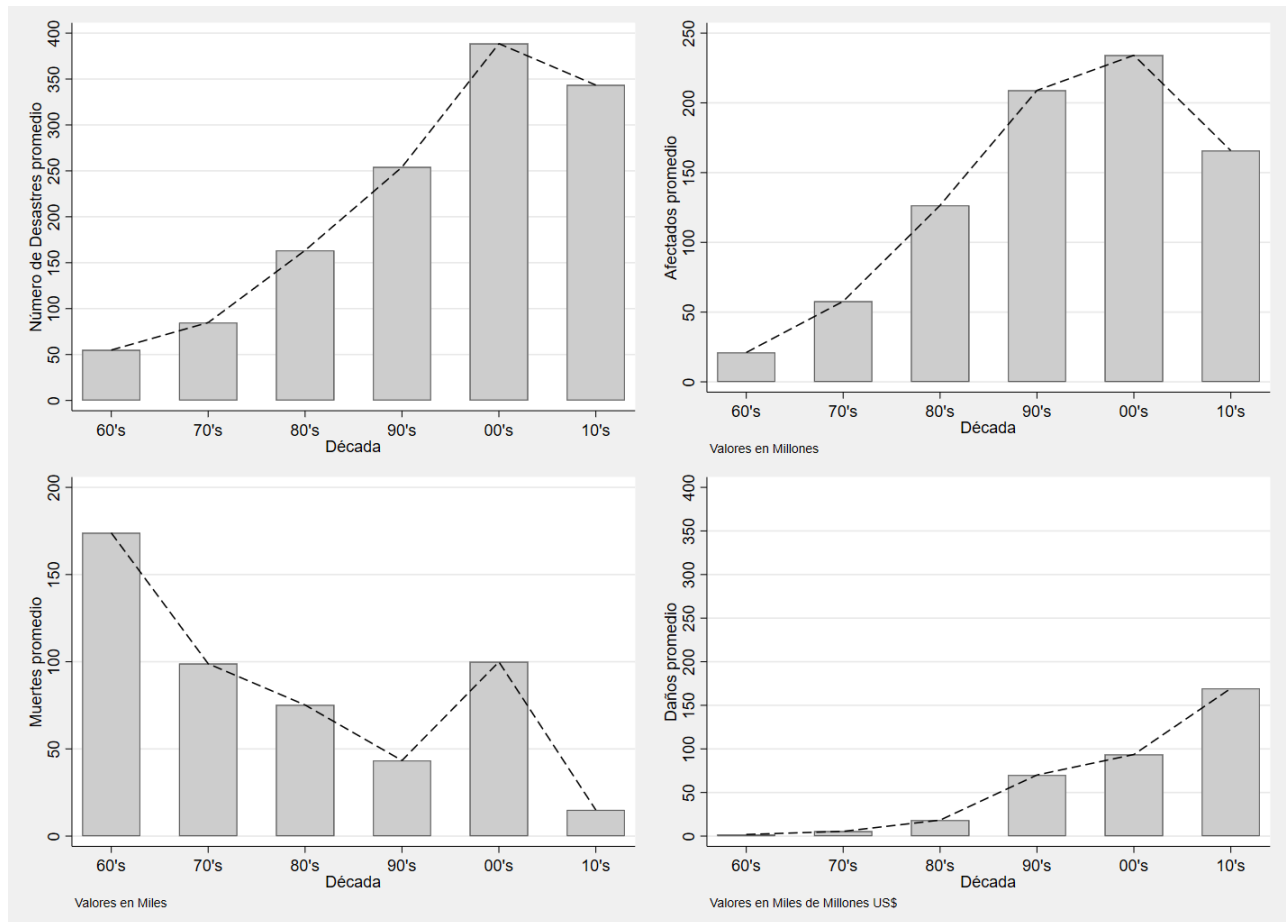 Número de Desastres promedio
400
350
300
250
200
150
100
50
0
60's 70's 80's 90's 00's 10's
Década
Afectados promedio
250
200
150
100
50
0
60's 70's 80's 90's 00's 10's
Década
Valores en Millones
Muertes promedio
200
150
100
50
0
60's 70's 80's 90's 00's 10's
Década
Valores en Miles
Daños promedio
400
350
300
250
200
150
100
50
0
60's 70's 80's 90's 00's 10's
Década
Valores en Miles de Millones US$